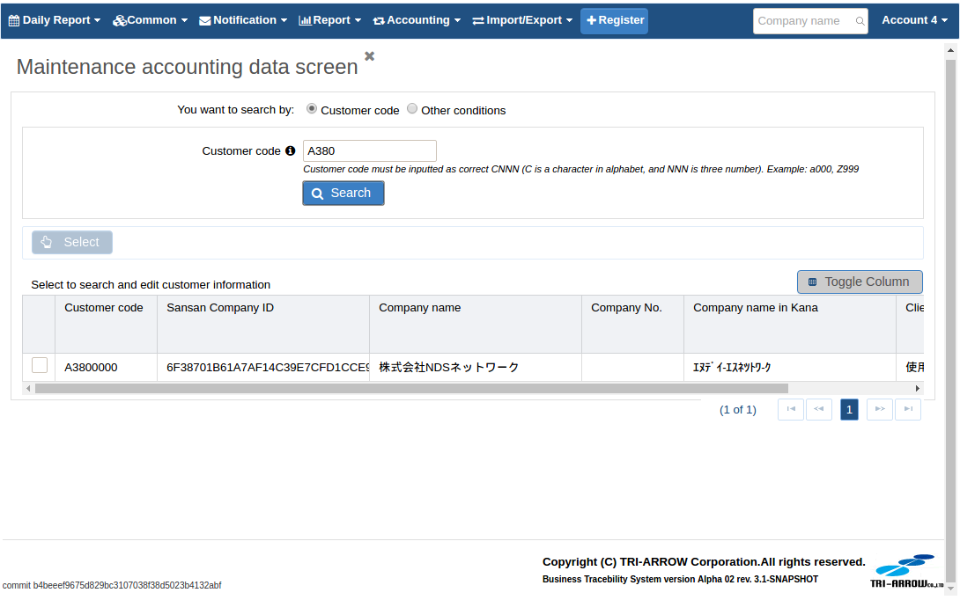 Daily Report Common Notification Report Accounting Import/Export Register Company name Account 4
Maintenance accounting data screen
You want to search by: Customer code Other conditions
Customer code A380
Customer code must be inputted as correct CNNN (C is a character in alphabet, and NNN is three number). Example: a000, Z999
Search
Select
Select to search and edit customer information Toggle Column
Customer code Sansan Company ID Company name Company No. Company name in Kana Clie
A3800000 6F38701B61A7AF14C39E7CFD1CCE9 株式会社NDSネットワーク ｴﾇﾃﾞｲｰｴｽﾈｯﾄﾜｰｸ 使用
(1 of 1) 1
Copyright (C) TRI-ARROW Corporation.All rights reserved.
Business Tracebility System version Alpha 02 rev. 3.1-SNAPSHOT
TRI-ARROW Co.,LTD
commit b4beeef9675d829bc3107038f38d5023b4132abf